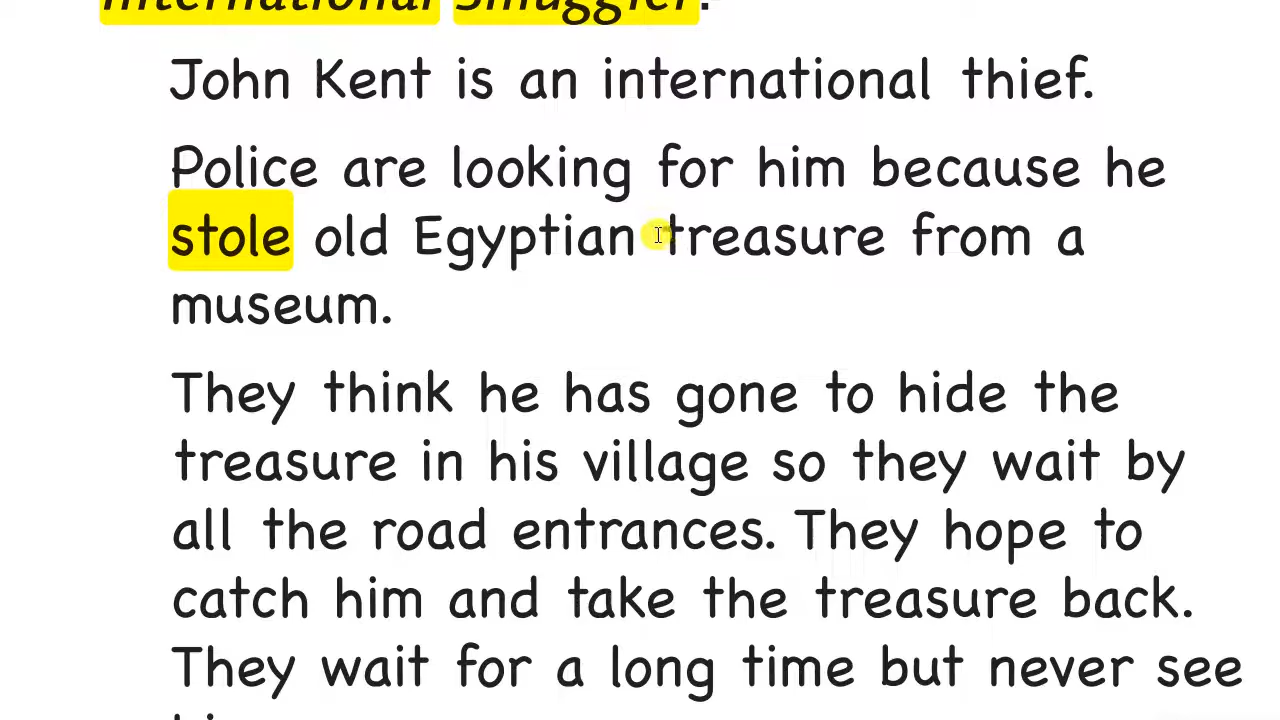 international smuggler.
John Kent is an international thief.
Police are looking for him because he
stole old Egyptian treasure from a
museum.
They think he has gone to hide the
treasure in his village so they wait by
all the road entrances. They hope to
catch him and take the treasure back.
They wait for a long time but never see